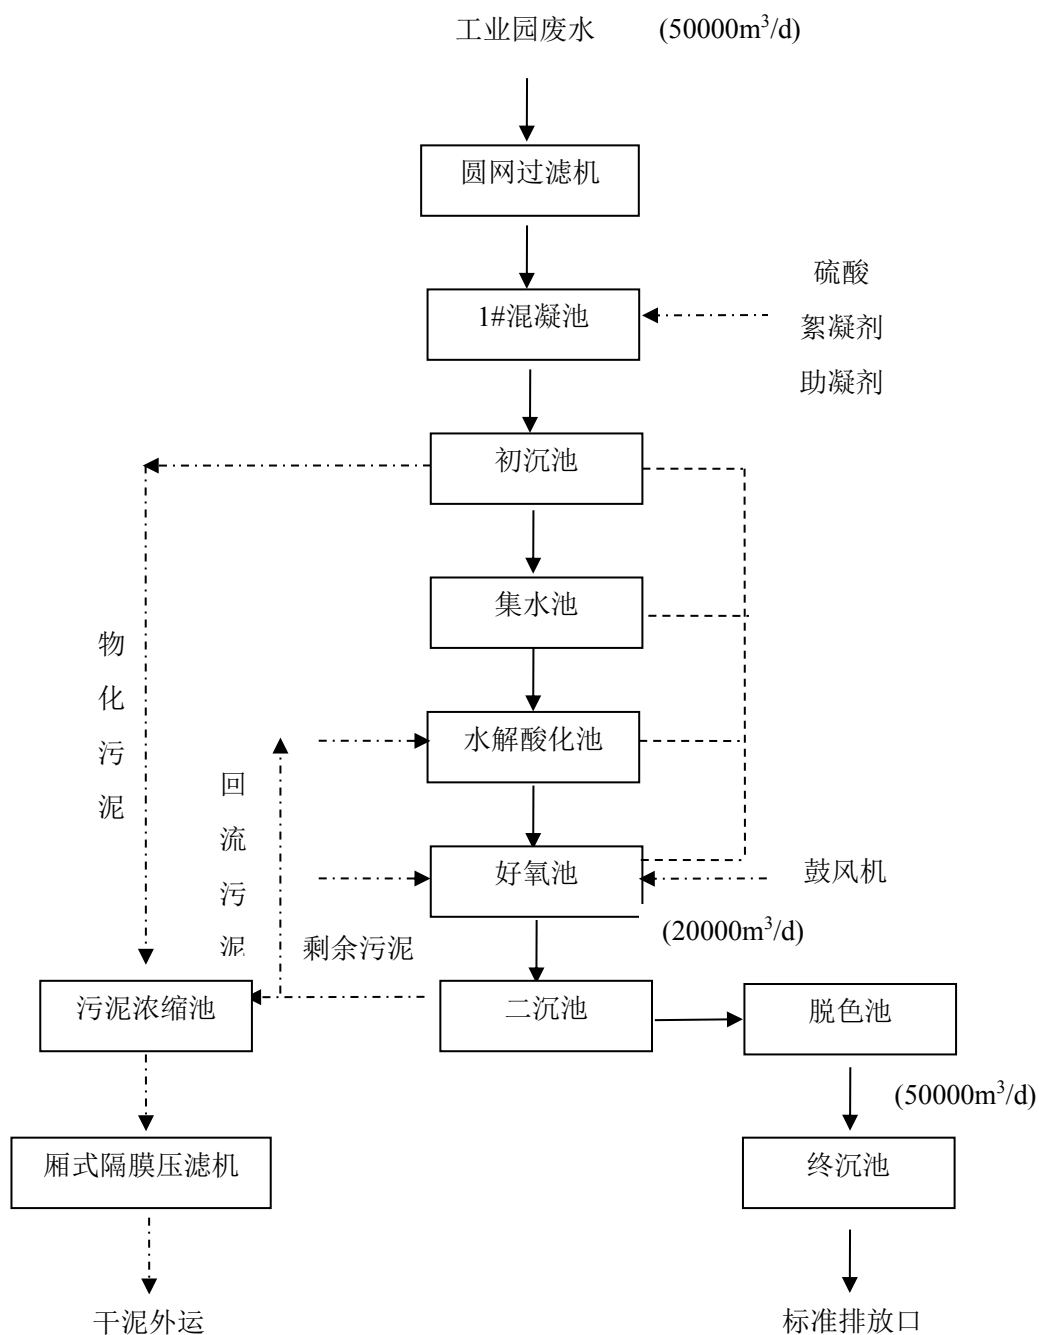 工业园废水 (50000m³/d)
圆网过滤机
硫酸
1#混凝池
絮凝剂
助凝剂
初沉池
集水池
物化污泥
水解酸化池
回流污泥
好氧池
鼓风机
(20000m³/d)
剩余污泥
污泥浓缩池
二沉池
脱色池
(50000m³/d)
厢式隔膜压滤机
终沉池
干泥外运
标准排放口